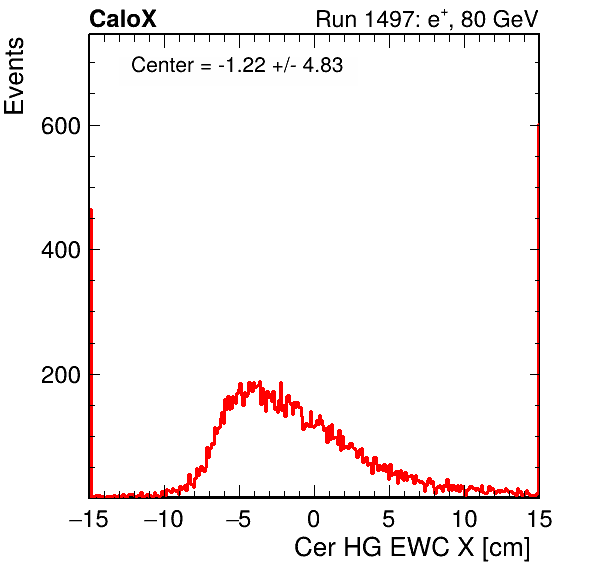 CaloX Run 1497: e⁺, 80 GeV
Center = -1.22 +/- 4.83
Events
600
400
200
−15 −10 −5 0 5 10 15
Cer HG EWC X [cm]